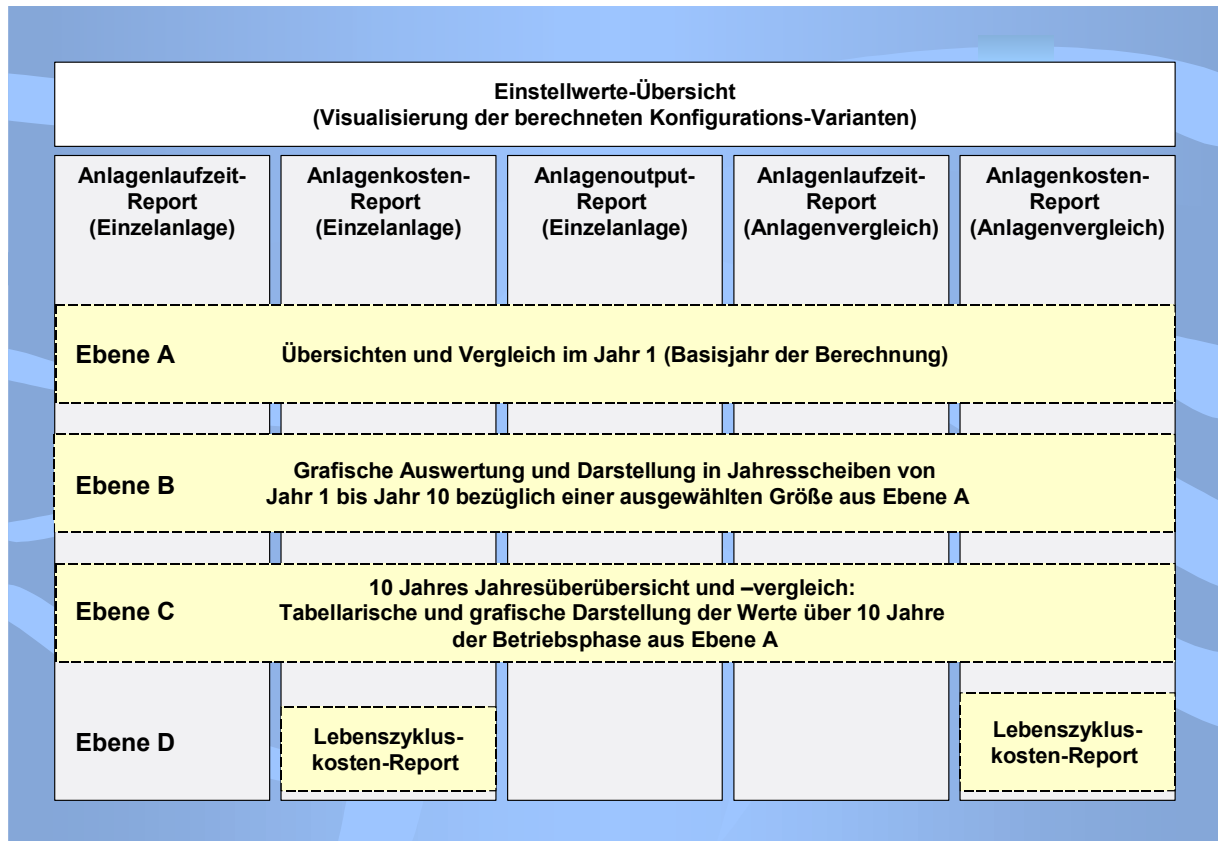 Einstellwerte-Übersicht
(Visualisierung der berechneten Konfigurations-Varianten)
Anlagenlaufzeit-
Report
(Einzelanlage)
Anlagenkosten-
Report
(Einzelanlage)
Anlagenoutput-
Report
(Einzelanlage)
Anlagenlaufzeit-
Report
(Anlagenvergleich)
Anlagenkosten-
Report
(Anlagenvergleich)
Ebene A
Übersichten und Vergleich im Jahr 1 (Basisjahr der Berechnung)
Ebene B
Grafische Auswertung und Darstellung in Jahresscheiben von
Jahr 1 bis Jahr 10 bezüglich einer ausgewählten Größe aus Ebene A
Ebene C
10 Jahres Jahresüberübersicht und –vergleich:
Tabellarische und grafische Darstellung der Werte über 10 Jahre
der Betriebsphase aus Ebene A
Ebene D
Lebenszyklus-
kosten-Report
Lebenszyklus-
kosten-Report